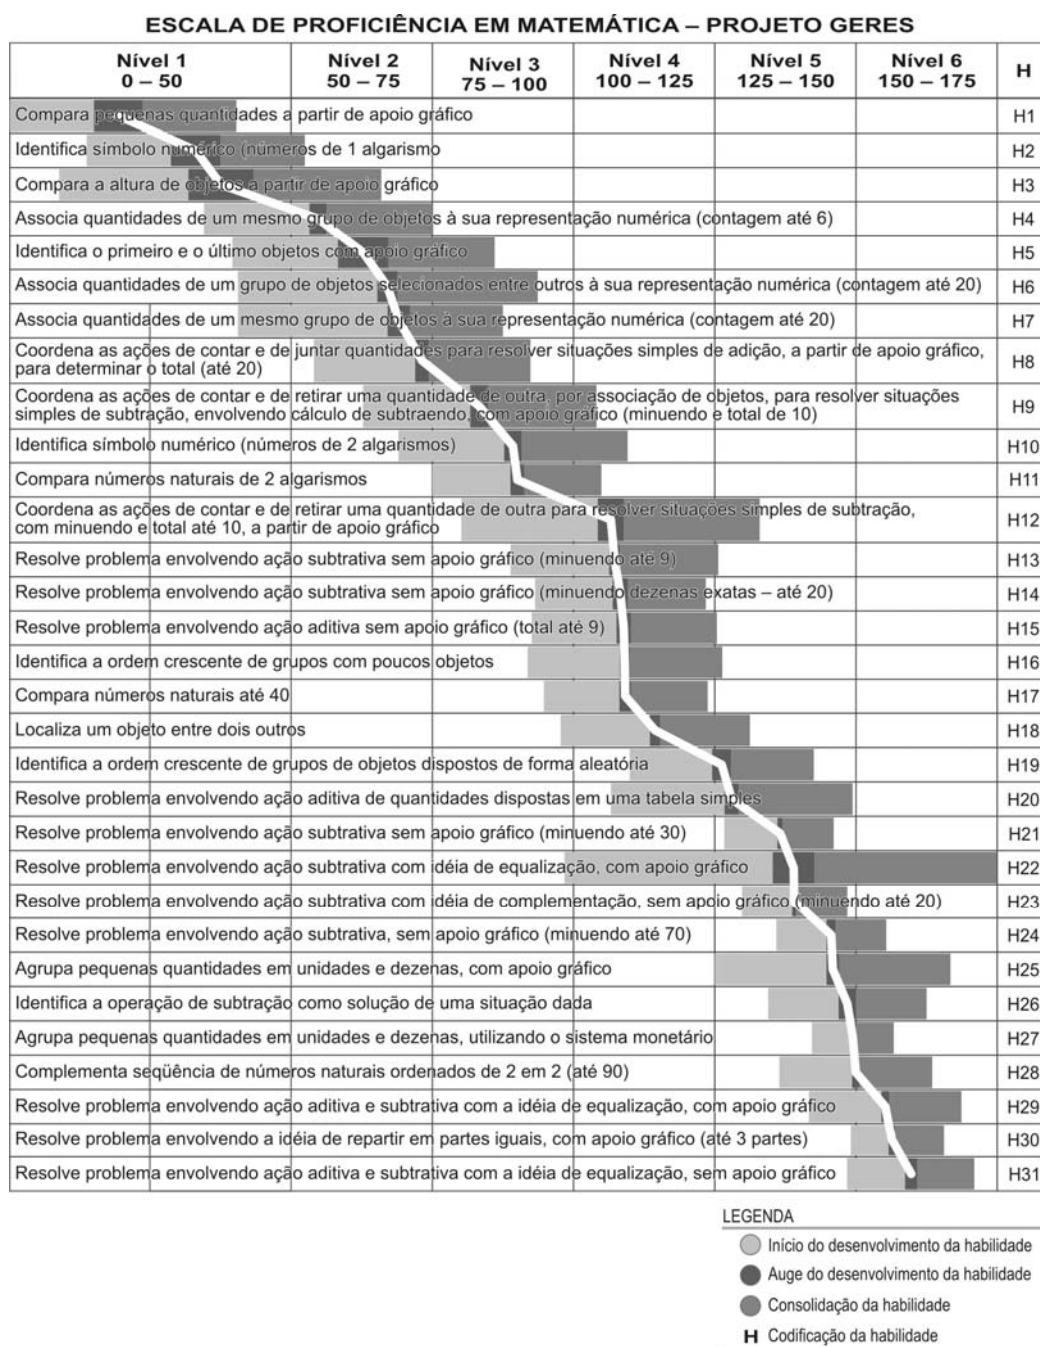 ESCALA DE PROFICIÊNCIA EM MATEMÁTICA – PROJETO GERES
Nível 1 Nível 2 Nível 3 Nível 4 Nível 5 Nível 6 H
0 – 50 50 – 75 75 – 100 100 – 125 125 – 150 150 – 175
Compara pequenas quantidades a partir de apoio gráfico H1
Identifica símbolo numérico (números de 1 algarismo H2
Compara a altura de objetos a partir de apoio gráfico H3
Associa quantidades de um mesmo grupo de objetos à sua representação numérica (contagem até 6) H4
Identifica o primeiro e o último objetos com apoio gráfico H5
Associa quantidades de um grupo de objetos selecionados entre outros à sua representação numérica (contagem até 20) H6
Associa quantidades de um mesmo grupo de objetos à sua representação numérica (contagem até 20) H7
Coordena as ações de contar e de juntar quantidades para resolver situações simples de adição, a partir de apoio gráfico,
para determinar o total (até 20) H8
Coordena as ações de contar e de retirar uma quantidade de outra, por associação de objetos, para resolver situações
simples de subtração, envolvendo cálculo de subtraendo, com apoio gráfico (minuendo e total de 10) H9
Identifica símbolo numérico (números de 2 algarismos) H10
Compara números naturais de 2 algarismos H11
Coordena as ações de contar e de retirar uma quantidade de outra para resolver situações simples de subtração,
com minuendo e total até 10, a partir de apoio gráfico H12
Resolve problema envolvendo ação subtrativa sem apoio gráfico (minuendo até 9) H13
Resolve problema envolvendo ação subtrativa sem apoio gráfico (minuendo dezenas exatas – até 20) H14
Resolve problema envolvendo ação aditiva sem apoio gráfico (total até 9) H15
Identifica a ordem crescente de grupos com poucos objetos H16
Compara números naturais até 40 H17
Localiza um objeto entre dois outros H18
Identifica a ordem crescente de grupos de objetos dispostos de forma aleatória H19
Resolve problema envolvendo ação aditiva de quantidades dispostas em uma tabela simples H20
Resolve problema envolvendo ação subtrativa sem apoio gráfico (minuendo até 30) H21
Resolve problema envolvendo ação subtrativa com idéia de equalização, com apoio gráfico H22
Resolve problema envolvendo ação subtrativa com idéia de complementação, sem apoio gráfico (minuendo até 20) H23
Resolve problema envolvendo ação subtrativa, sem apoio gráfico (minuendo até 70) H24
Agrupa pequenas quantidades em unidades e dezenas, com apoio gráfico H25
Identifica a operação de subtração como solução de uma situação dada H26
Agrupa pequenas quantidades em unidades e dezenas, utilizando o sistema monetário H27
Complementa seqüência de números naturais ordenados de 2 em 2 (até 90) H28
Resolve problema envolvendo ação aditiva e subtrativa com a idéia de equalização, com apoio gráfico H29
Resolve problema envolvendo a idéia de repartir em partes iguais, com apoio gráfico (até 3 partes) H30
Resolve problema envolvendo ação aditiva e subtrativa com a idéia de equalização, sem apoio gráfico H31
LEGENDA
Início do desenvolvimento da habilidade
Auge do desenvolvimento da habilidade
Consolidação da habilidade
H Codificação da habilidade